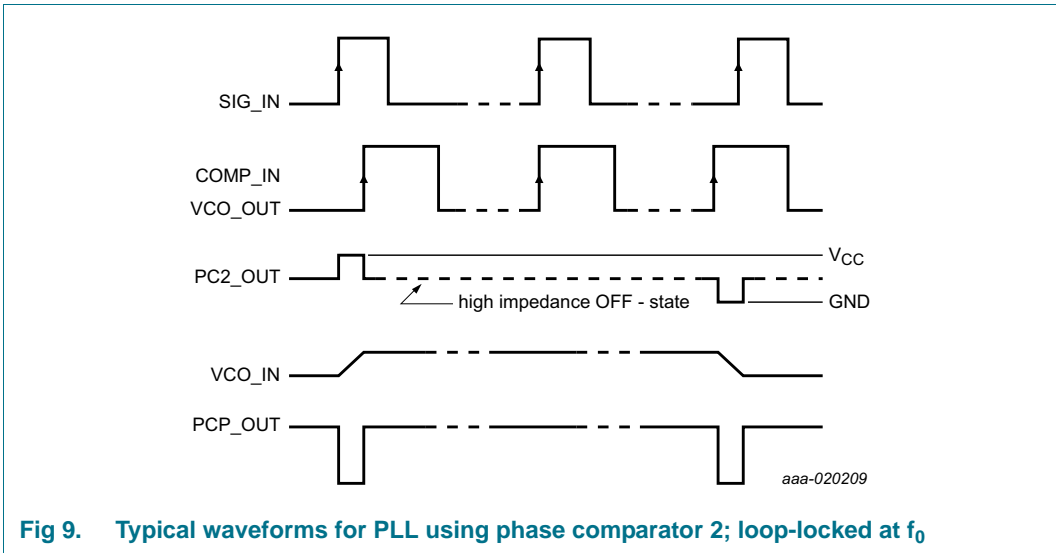 SIG_IN
COMP_IN
VCO_OUT
PC2_OUT
VCC
high impedance OFF - state
GND
VCO_IN
PCP_OUT
aaa-020209
Fig 9. Typical waveforms for PLL using phase comparator 2; loop-locked at f0